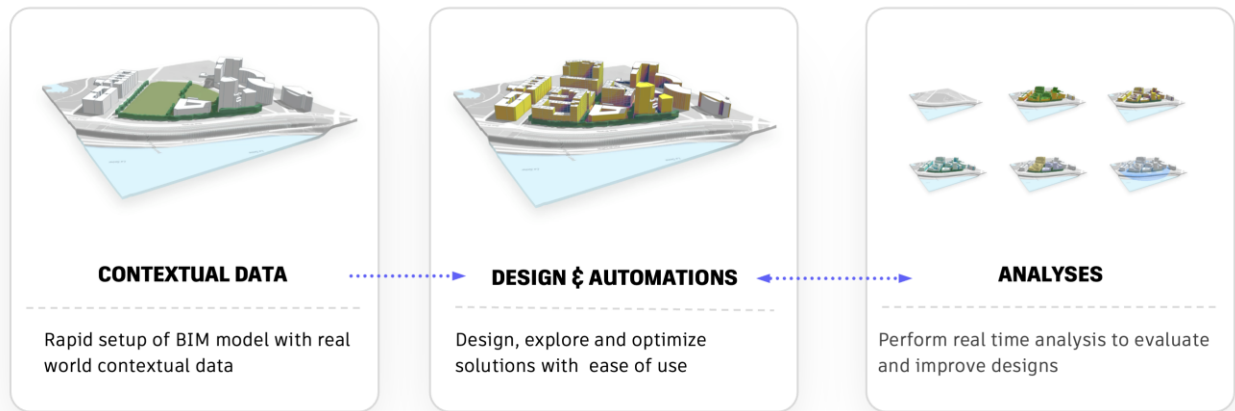 CONTEXTUAL DATA
Rapid setup of BIM model with real
world contextual data
DESIGN & AUTOMATIONS
Design, explore and optimize
solutions with  ease of use
ANALYSES
Perform real time analysis to evaluate
and improve designs